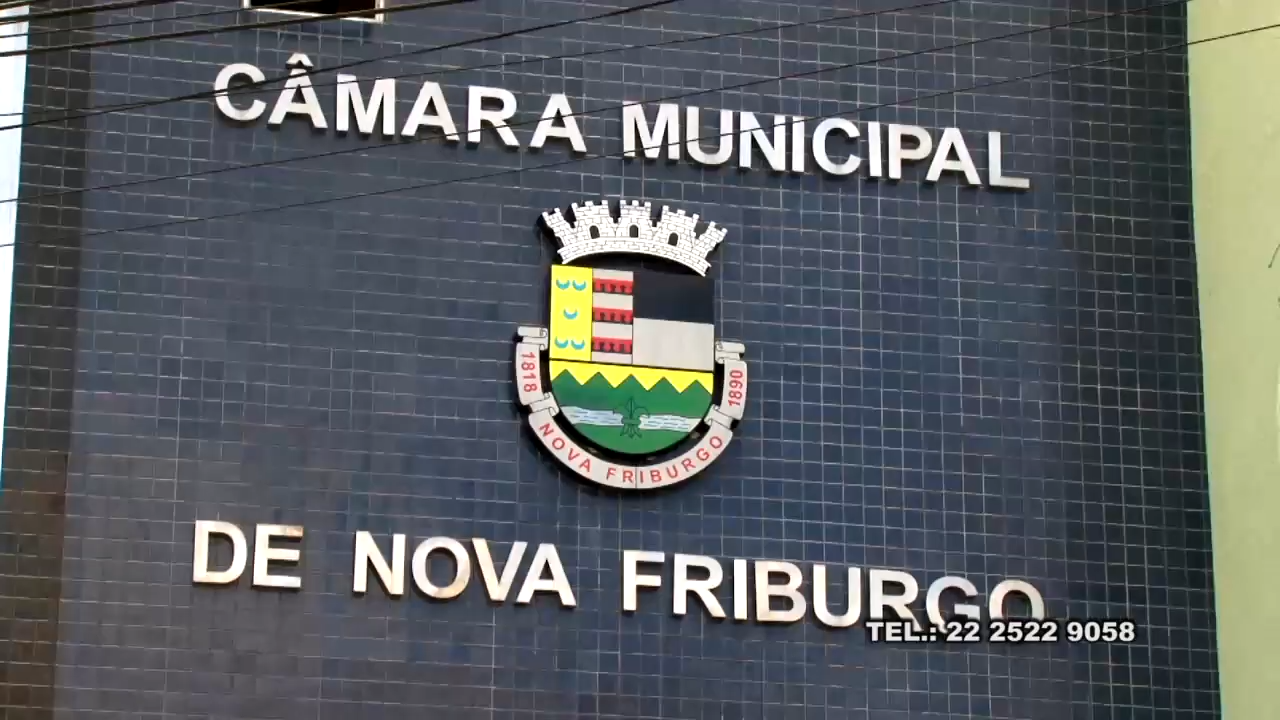 CÂMARA MUNICIPAL
1818
1890
NOVA FRIBURGO
DE NOVA FRIBURGO
TEL.: 22 2522 9058